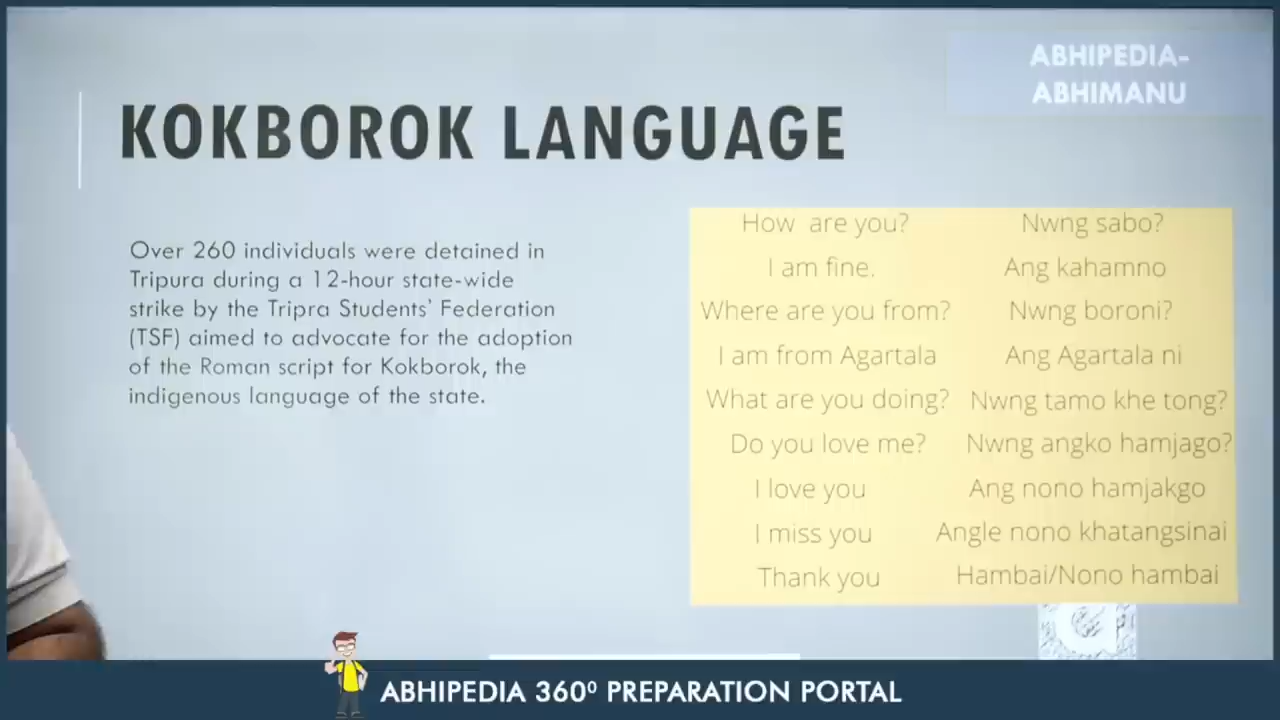 ABHIPEDIA-
ABHIMANU
KOKBOROK LANGUAGE
Over 260 individuals were detained in
Tripura during a 12-hour state-wide
strike by the Tripra Students' Federation
(TSF) aimed to advocate for the adoption
of the Roman script for Kokborok, the
indigenous language of the state.
How are you? Nwng sabo?
I am fine. Ang kahamno
Where are you from? Nwng boroni?
I am from Agartala Ang Agartala ni
What are you doing? Nwng tamo khe tong?
Do you love me? Nwng angko hamjago?
I love you Ang nono hamjakgo
I miss you Angle nono khatangsinai
Thank you Hambai/Nono hambai
ABHIPEDIA 360⁰ PREPARATION PORTAL